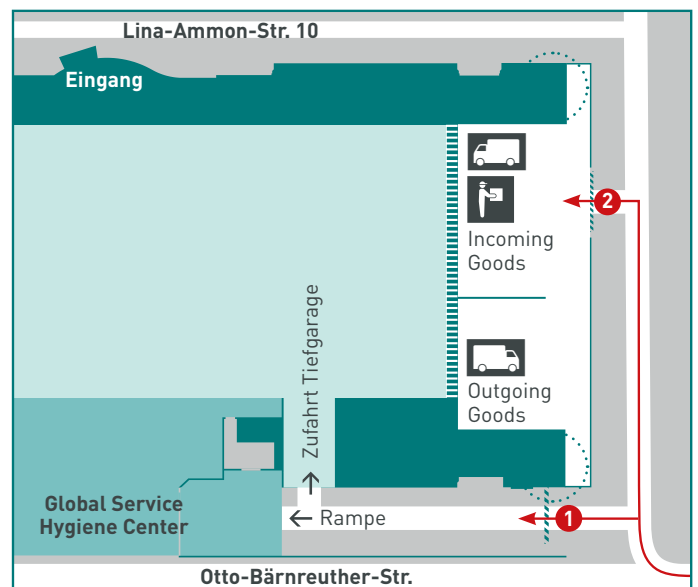 Lina-Ammon-Str. 10
Eingang
2
Incoming
Goods
Zufahrt Tiefgarage
Outgoing
Goods
Global Service
Hygiene Center
Rampe
1
Otto-Bärnreuther-Str.